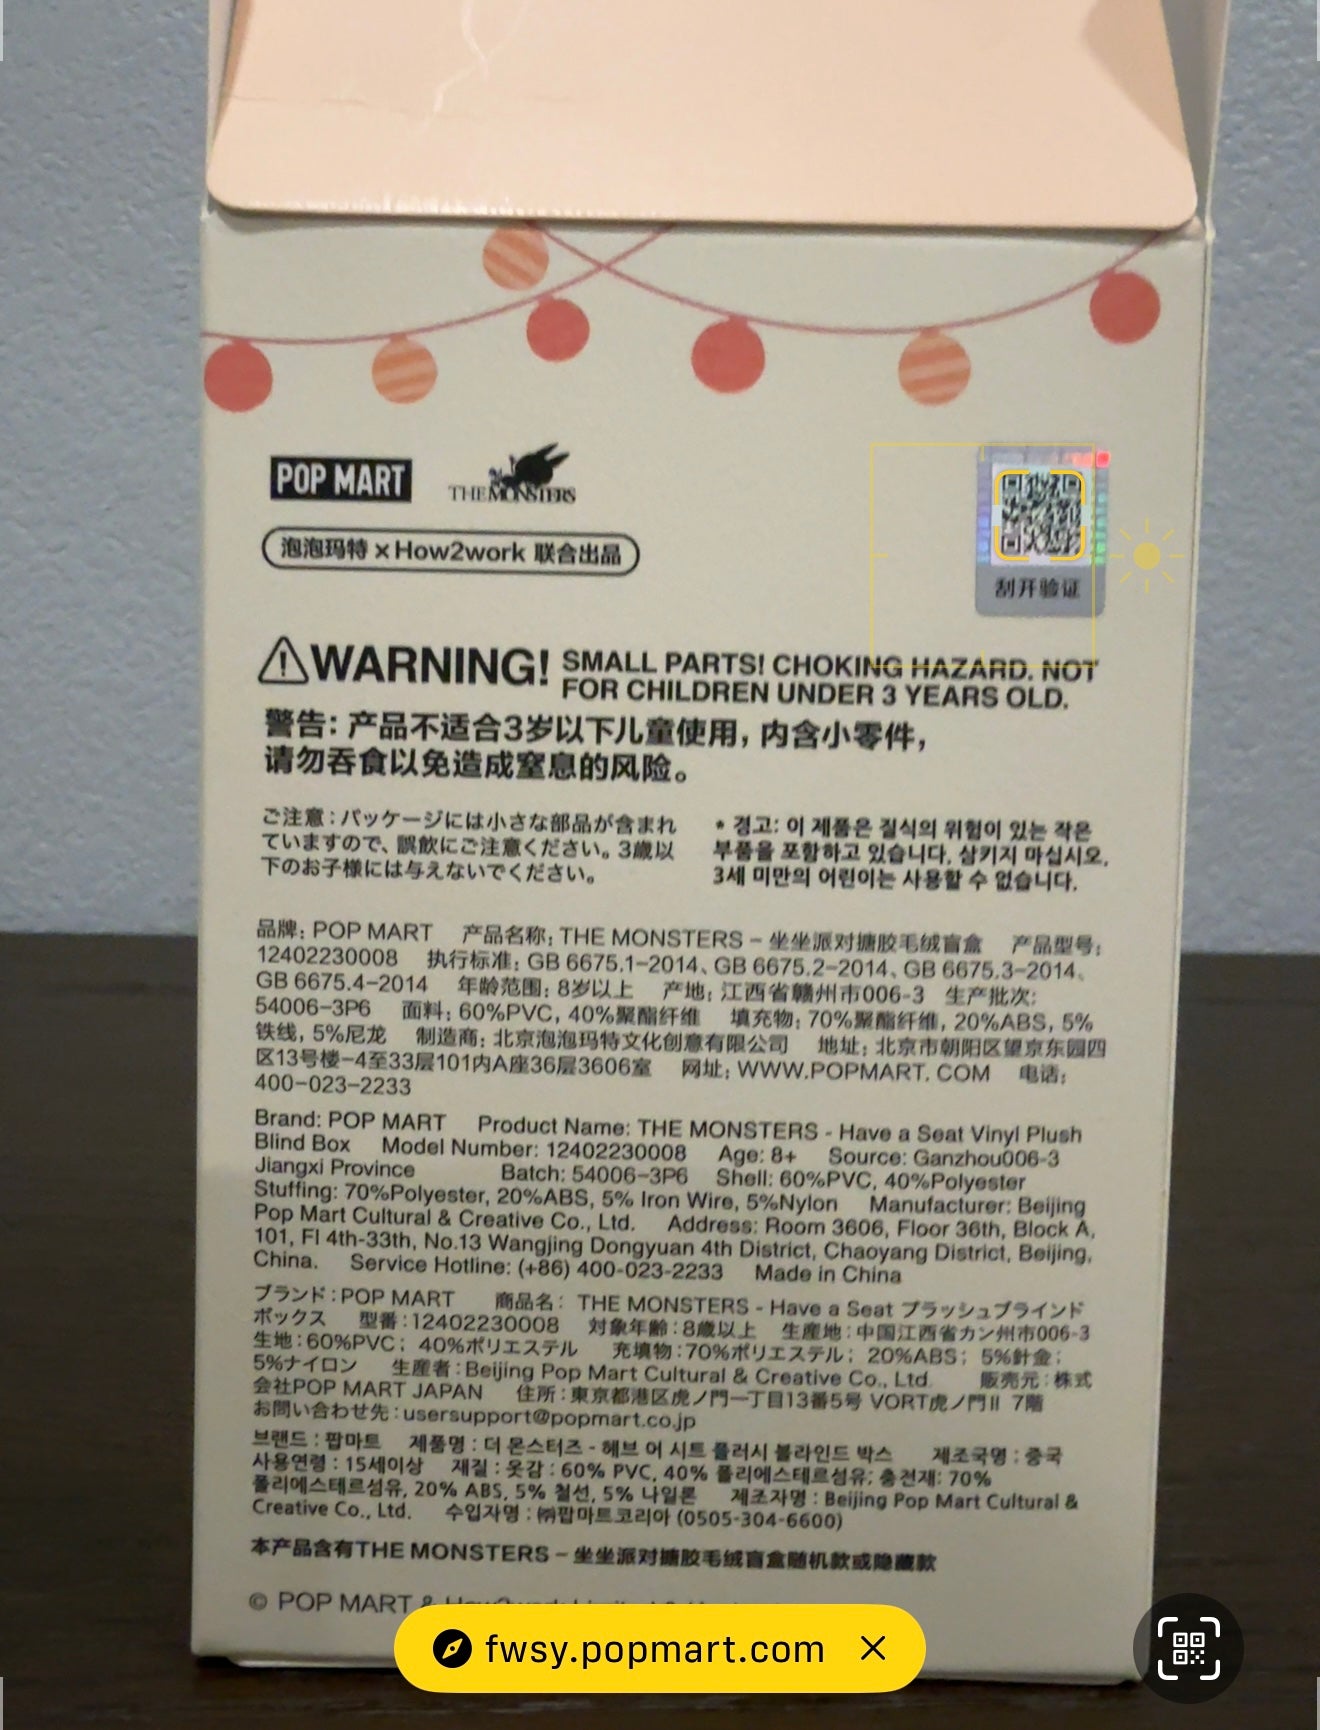 POP MART
THE MONSTERS
泡泡玛特 × How2work 联合出品
刮开验证
WARNING! SMALL PARTS! CHOKING HAZARD. NOT
FOR CHILDREN UNDER 3 YEARS OLD.
警告: 产品不适合3岁以下儿童使用, 内含小零件,
请勿吞食以免造成窒息的风险。
ご注意：パッケージには小さな部品が含まれ
ていますので、誤飲にご注意ください。3歳以
下のお子様には与えないでください。
* 경고: 이 제품은 질식의 위험이 있는 작은
부품을 포함하고 있습니다, 삼키지 마십시오,
3세 미만의 어린이는 사용할 수 없습니다.
品牌: POP MART 产品名称: THE MONSTERS – 坐坐派对搪胶毛绒盲盒 产品型号:
12402230008 执行标准: GB 6675.1–2014、GB 6675.2–2014、GB 6675.3–2014、
GB 6675.4–2014 年龄范围: 8岁以上 产地: 江西省赣州市006-3 生产批次:
54006–3P6 面料: 60%PVC, 40%聚酯纤维 填充物: 70%聚酯纤维, 20%ABS, 5%
铁线, 5%尼龙 制造商: 北京泡泡玛特文化创意有限公司 地址: 北京市朝阳区望京东园四
区13号楼–4至33层101内A座36层3606室 网址: WWW.POPMART. COM 电话:
400–023–2233
Brand: POP MART Product Name: THE MONSTERS - Have a Seat Vinyl Plush
Blind Box Model Number: 12402230008 Age: 8+ Source: Ganzhou006-3
Jiangxi Province Batch: 54006–3P6 Shell: 60%PVC, 40%Polyester
Stuffing: 70%Polyester, 20%ABS, 5% Iron Wire, 5%Nylon Manufacturer: Beijing
Pop Mart Cultural & Creative Co., Ltd. Address: Room 3606, Floor 36th, Block A,
101, Fl 4th-33th, No.13 Wangjing Dongyuan 4th District, Chaoyang District, Beijing,
China. Service Hotline: (+86) 400-023-2233 Made in China
ブランド：POP MART 商品名： THE MONSTERS - Have a Seat プラッシュブラインド
ボックス 型番：12402230008 対象年齢：8歳以上 生産地：中国江西省カン州市006-3
生地：60%PVC； 40%ポリエステル 充填物：70%ポリエステル； 20%ABS； 5%針金；
5%ナイロン 生産者：Beijing Pop Mart Cultural & Creative Co., Ltd. 販売元：株式
会社POP MART JAPAN 住所：東京都港区虎ノ門一丁目13番5号 VORT虎ノ門II 7階
お問い合わせ先：usersupport@popmart.co.jp
브랜드 : 팝마트 제품명 : 더 몬스터즈 - 헤브 어 시트 플러시 블라인드 박스 제조국명 : 중국
사용연령 : 15세이상 재질 : 옷감 : 60% PVC, 40% 폴리에스테르섬유; 충전재: 70%
폴리에스테르섬유, 20% ABS, 5% 철선, 5% 나일론 제조자명 : Beijing Pop Mart Cultural &
Creative Co., Ltd. 수입자명 : ㈜팝마트코리아 (0505-304-6600)
本产品含有THE MONSTERS – 坐坐派对搪胶毛绒盲盒随机款或隐藏款
© POP MART &
fwsy.popmart.com